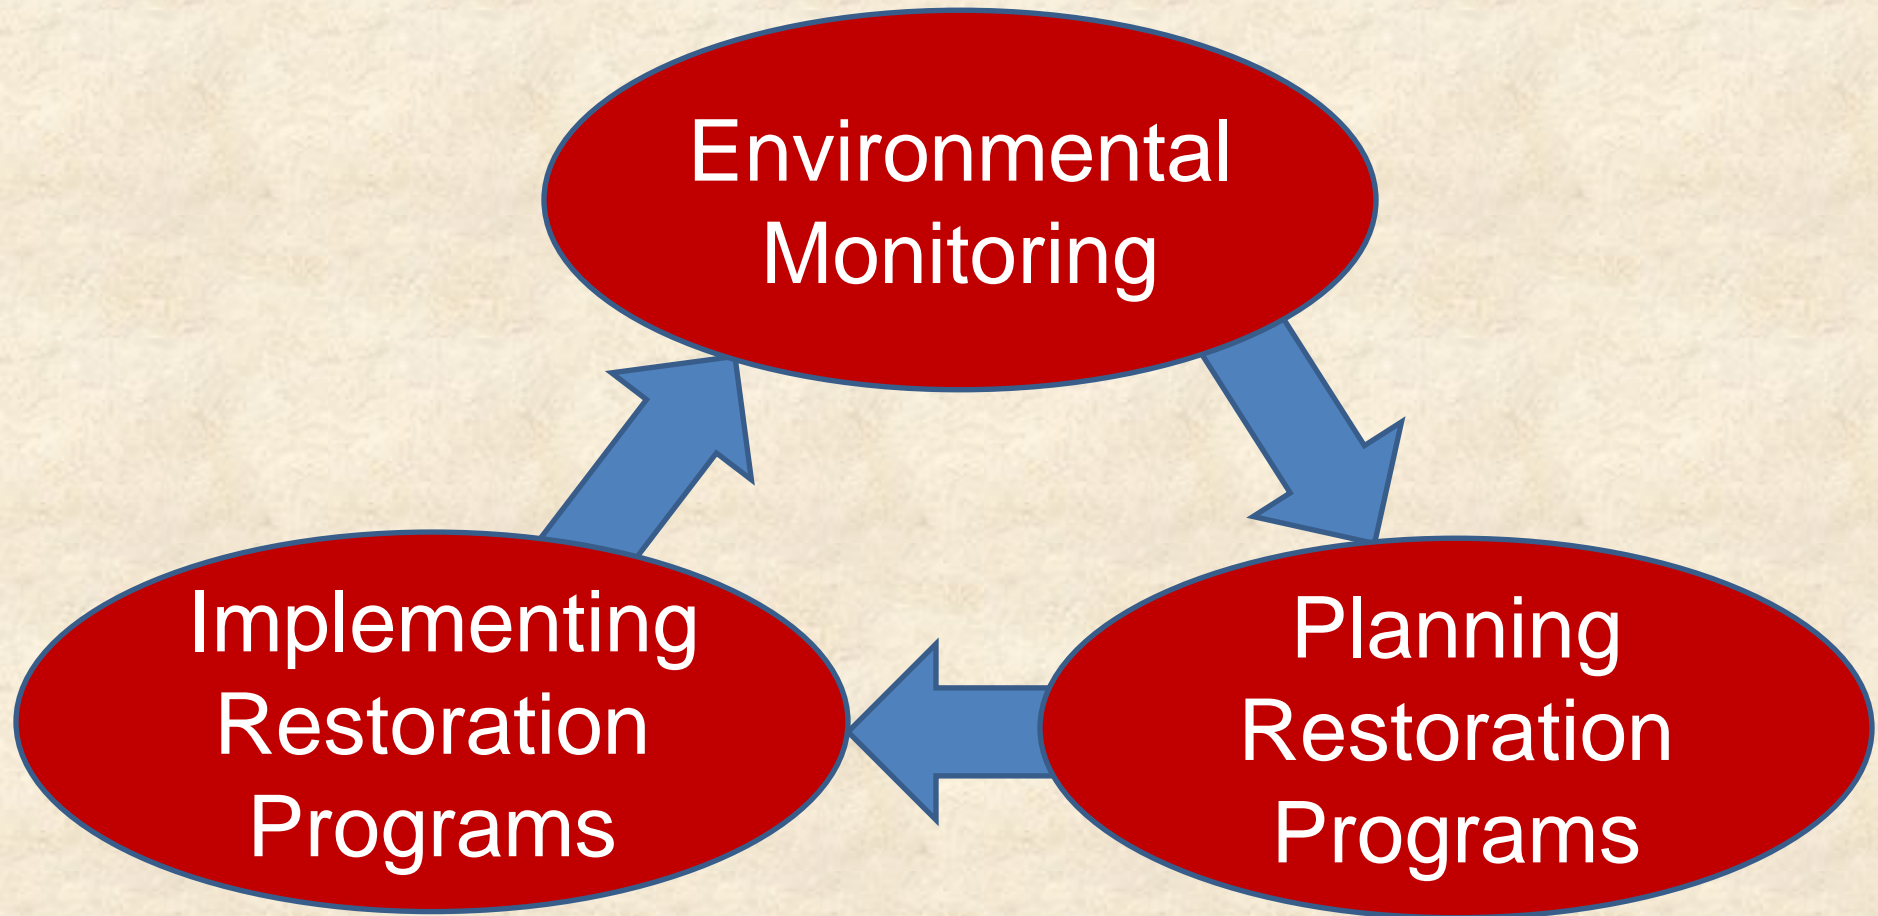 Environmental
Monitoring
Implementing
Restoration
Programs
Planning
Restoration
Programs